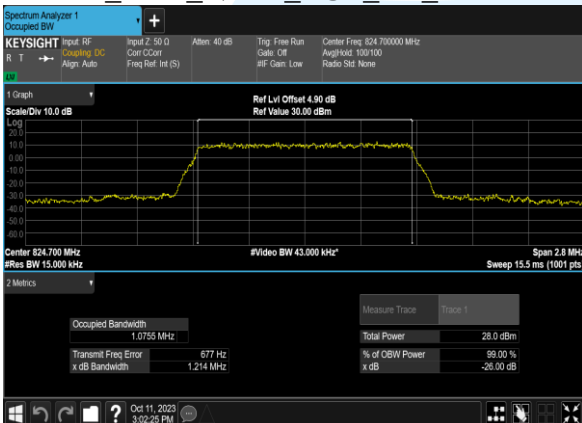 Spectrum Analyzer 1
Occupied BW
KEYSIGHT
R T
LW
Input: RF
Coupling: DC
Align: Auto
Input Z: 50 Ω
Corr CCorr
Freq Ref: Int (S)
Atten: 40 dB
Trig: Free Run
Gate: Off
#IF Gain: Low
Center Freq: 824.700000 MHz
Avg|Hold: 100/100
Radio Std: None
1 Graph
Scale/Div 10.0 dB
Ref Lvl Offset 4.90 dB
Ref Value 30.00 dBm
Log
20.0
10.0
0.00
-10.0
-20.0
-30.0
-40.0
-50.0
-60.0
Center 824.700 MHz
#Video BW 43.000 kHz*
Span 2.8 MHz
#Res BW 15.000 kHz
Sweep 15.5 ms (1001 pts
2 Metrics
Measure Trace
Trace 1
Occupied Bandwidth
1.0755 MHz
Total Power
28.0 dBm
Transmit Freq Error
677 Hz
% of OBW Power
99.00 %
x dB Bandwidth
1.214 MHz
x dB
-26.00 dB
Oct 11, 2023
3:02:25 PM